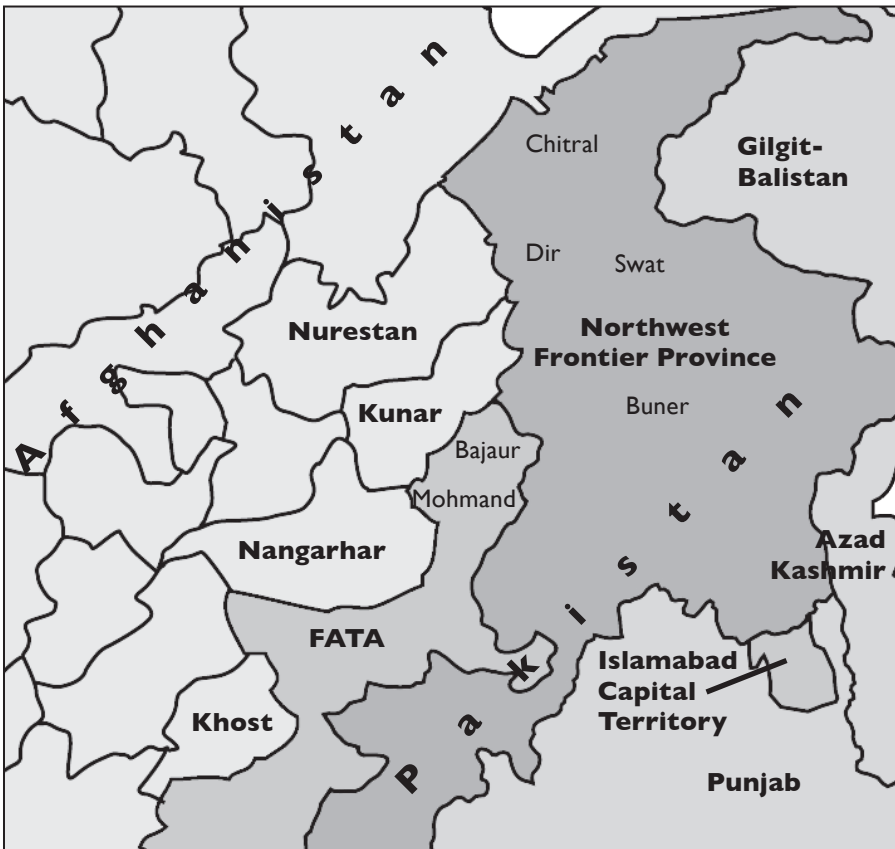 Afghanistan
Chitral
Gilgit-
Balistan
Dir
Swat
Nurestan
Northwest
Frontier Province
Kunar
Buner
Bajaur
Mohmand
Nangarhar
Azad
Kashmir
FATA
Islamabad
Capital
Territory
Khost
Pakistan
Punjab